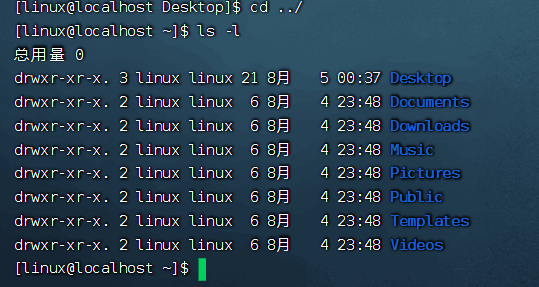 [linux@localhost Desktop]$ cd ../
[linux@localhost ~]$ ls -l
总用量 0
drwxr-xr-x. 3 linux linux 21 8月   5 00:37 Desktop
drwxr-xr-x. 2 linux linux  6 8月   4 23:48 Documents
drwxr-xr-x. 2 linux linux  6 8月   4 23:48 Downloads
drwxr-xr-x. 2 linux linux  6 8月   4 23:48 Music
drwxr-xr-x. 2 linux linux  6 8月   4 23:48 Pictures
drwxr-xr-x. 2 linux linux  6 8月   4 23:48 Public
drwxr-xr-x. 2 linux linux  6 8月   4 23:48 Templates
drwxr-xr-x. 2 linux linux  6 8月   4 23:48 Videos
[linux@localhost ~]$